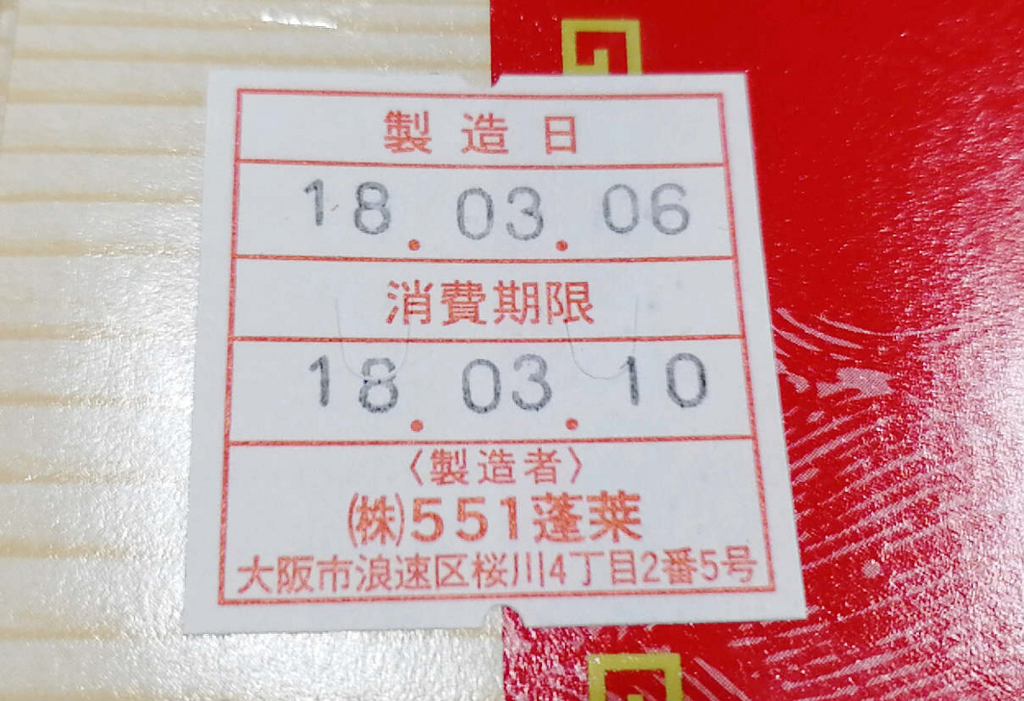 製造日
18.03.06
消費期限
18.03.10
〈製造者〉
㈱551蓬莱
大阪市浪速区桜川4丁目2番5号